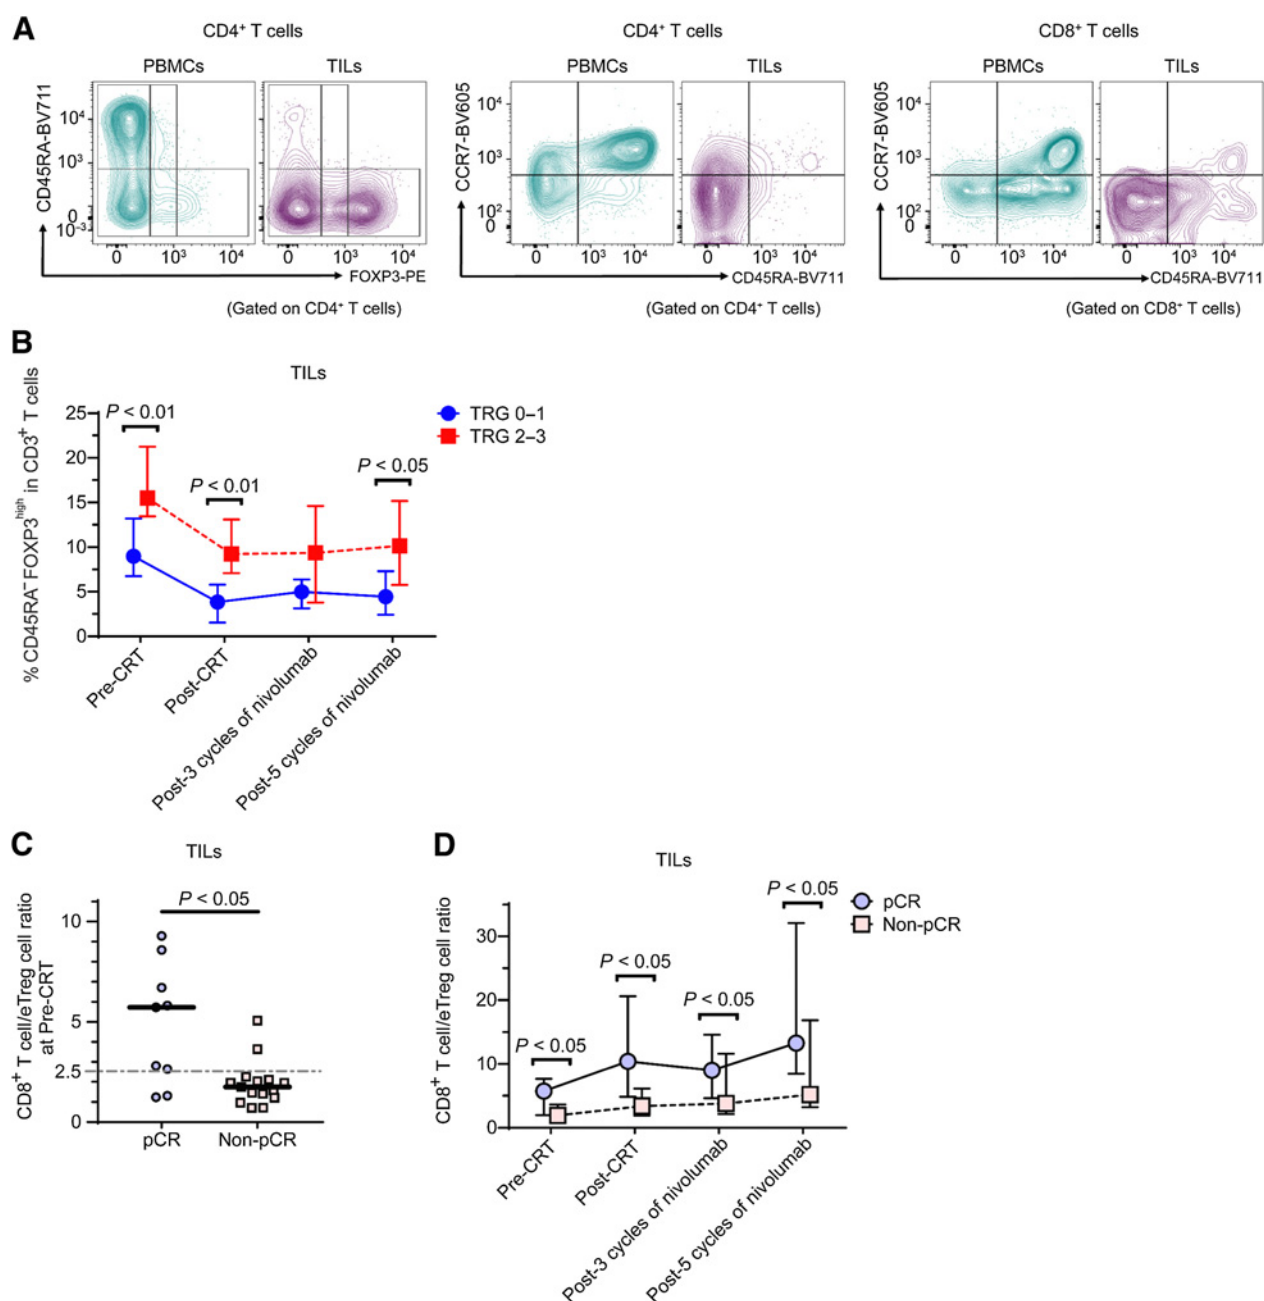 A
CD4⁺ T cells
CD4⁺ T cells
CD8⁺ T cells
PBMCs
TILs
PBMCs
TILs
PBMCs
TILs
CD45RA-BV711
10⁴
10³
0
10⁻³
0
10³
0
10³
10⁴
FOXP3-PE
(Gated on CD4⁺ T cells)
CCR7-BV605
10⁴
10³
10²
0
0
10³
10⁴
0
10³
10⁴
CD45RA-BV711
(Gated on CD4⁺ T cells)
CCR7-BV605
10⁴
10³
10²
0
0
10³
10⁴
0
10³
10⁴
CD45RA-BV711
(Gated on CD8⁺ T cells)
B
TILs
% CD45RA⁻FOXP3ʰⁱᵍʰ in CD3⁺ T cells
25
20
15
10
5
0
P < 0.01
P < 0.01
P < 0.05
TRG 0–1
TRG 2–3
Pre-CRT
Post-CRT
Post-3 cycles of nivolumab
Post-5 cycles of nivolumab
C
TILs
CD8⁺ T cell/eTreg cell ratio
at Pre-CRT
P < 0.05
10
5
2.5
0
pCR
Non-pCR
D
TILs
CD8⁺ T cell/eTreg cell ratio
30
20
10
0
P < 0.05
P < 0.05
P < 0.05
P < 0.05
pCR
Non-pCR
Pre-CRT
Post-CRT
Post-3 cycles of nivolumab
Post-5 cycles of nivolumab